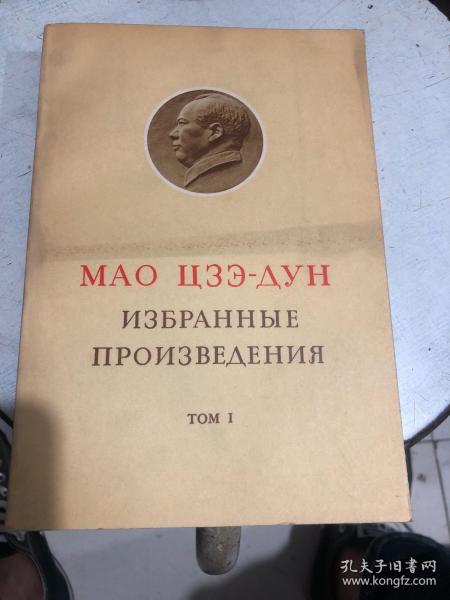 МАО ЦЗЭ-ДУН
ИЗБРАННЫЕ
ПРОИЗВЕДЕНИЯ
ТОМ I
孔夫子旧书网
www.kongfz.com